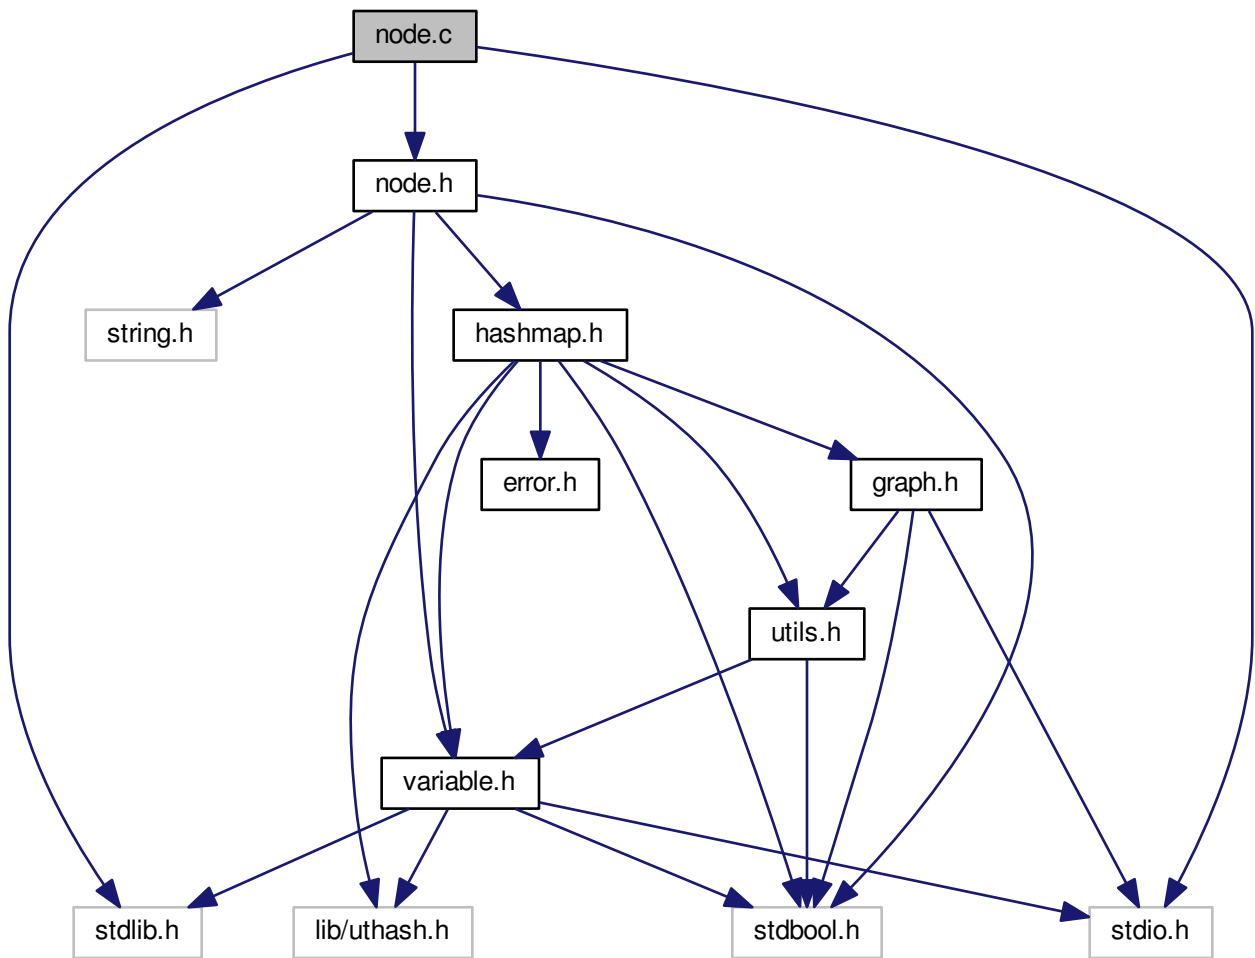 node.c
node.h
string.h
hashmap.h
error.h
graph.h
utils.h
variable.h
stdlib.h
lib/uthash.h
stdbool.h
stdio.h